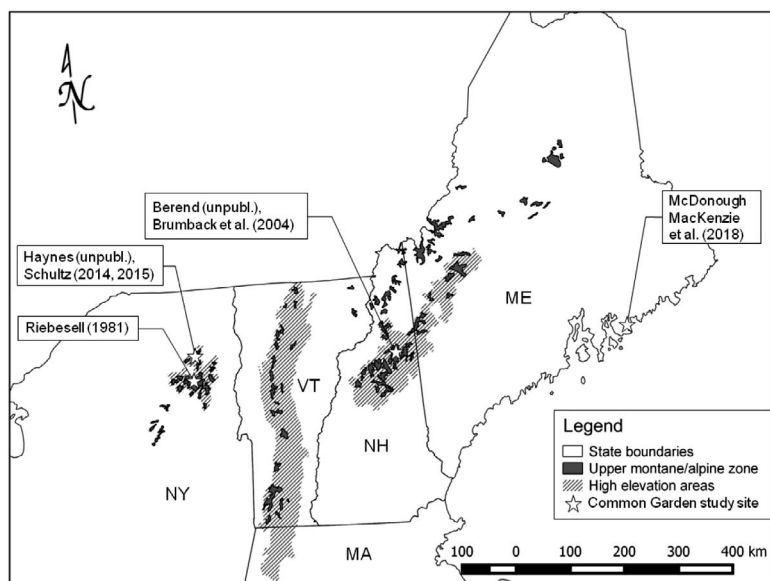 N
Berend (unpubl.),
Brumback et al. (2004)
McDonough
MacKenzie
et al. (2018)
Haynes (unpubl.),
Schultz (2014, 2015)
Riebesell (1981)
ME
VT
NH
NY
MA
Legend
State boundaries
Upper montane/alpine zone
High elevation areas
Common Garden study site
100 0 100 200 300 400 km